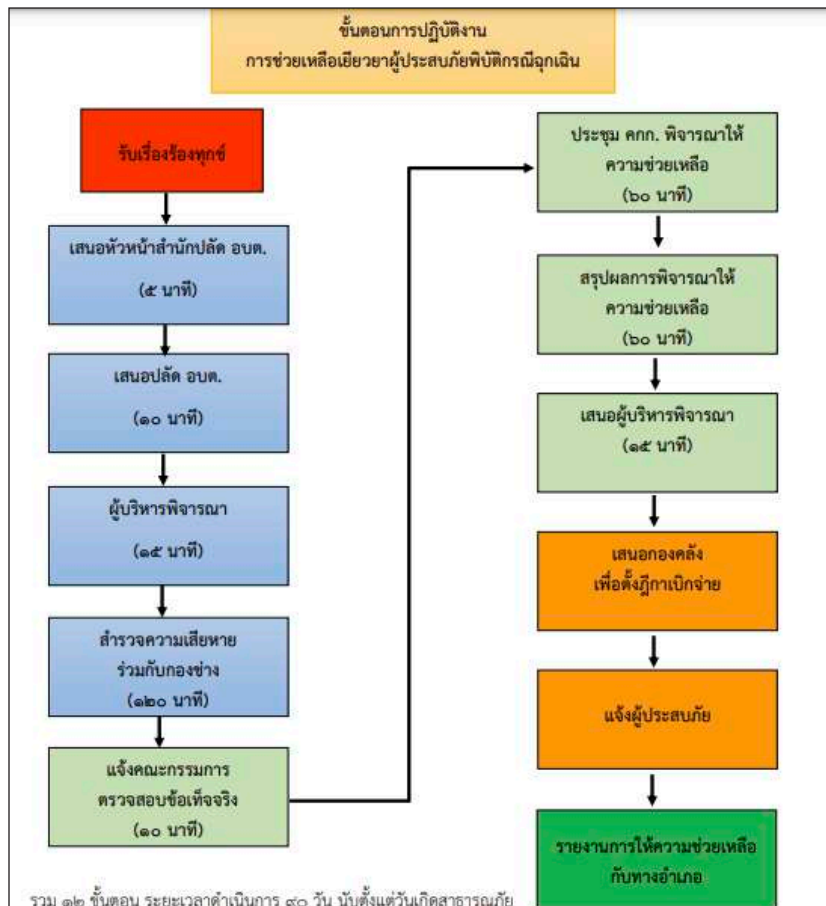 ขั้นตอนการปฏิบัติงาน
การช่วยเหลือเยียวยาผู้ประสบภัยพิบัติกรณีฉุกเฉิน
รับเรื่องร้องทุกข์
เสนอหัวหน้าสำนักปลัด อบต.
(๕ นาที)
เสนอปลัด อบต.
(๑๐ นาที)
ผู้บริหารพิจารณา
(๑๕ นาที)
สำรวจความเสียหาย
ร่วมกับกองช่าง
(๑๒๐ นาที)
แจ้งคณะกรรมการ
ตรวจสอบข้อเท็จจริง
(๑๐ นาที)
ประชุม คกก. พิจารณาให้
ความช่วยเหลือ
(๖๐ นาที)
สรุปผลการพิจารณาให้
ความช่วยเหลือ
(๖๐ นาที)
เสนอผู้บริหารพิจารณา
(๑๕ นาที)
เสนอกองคลัง
เพื่อตั้งฎีกาเบิกจ่าย
แจ้งผู้ประสบภัย
รายงานการให้ความช่วยเหลือ
กับทางอำเภอ
รวม ๑๒ ขั้นตอน ระยะเวลาดำเนินการ ๙๐ วัน นับตั้งแต่วันเกิดสาธารณภัย